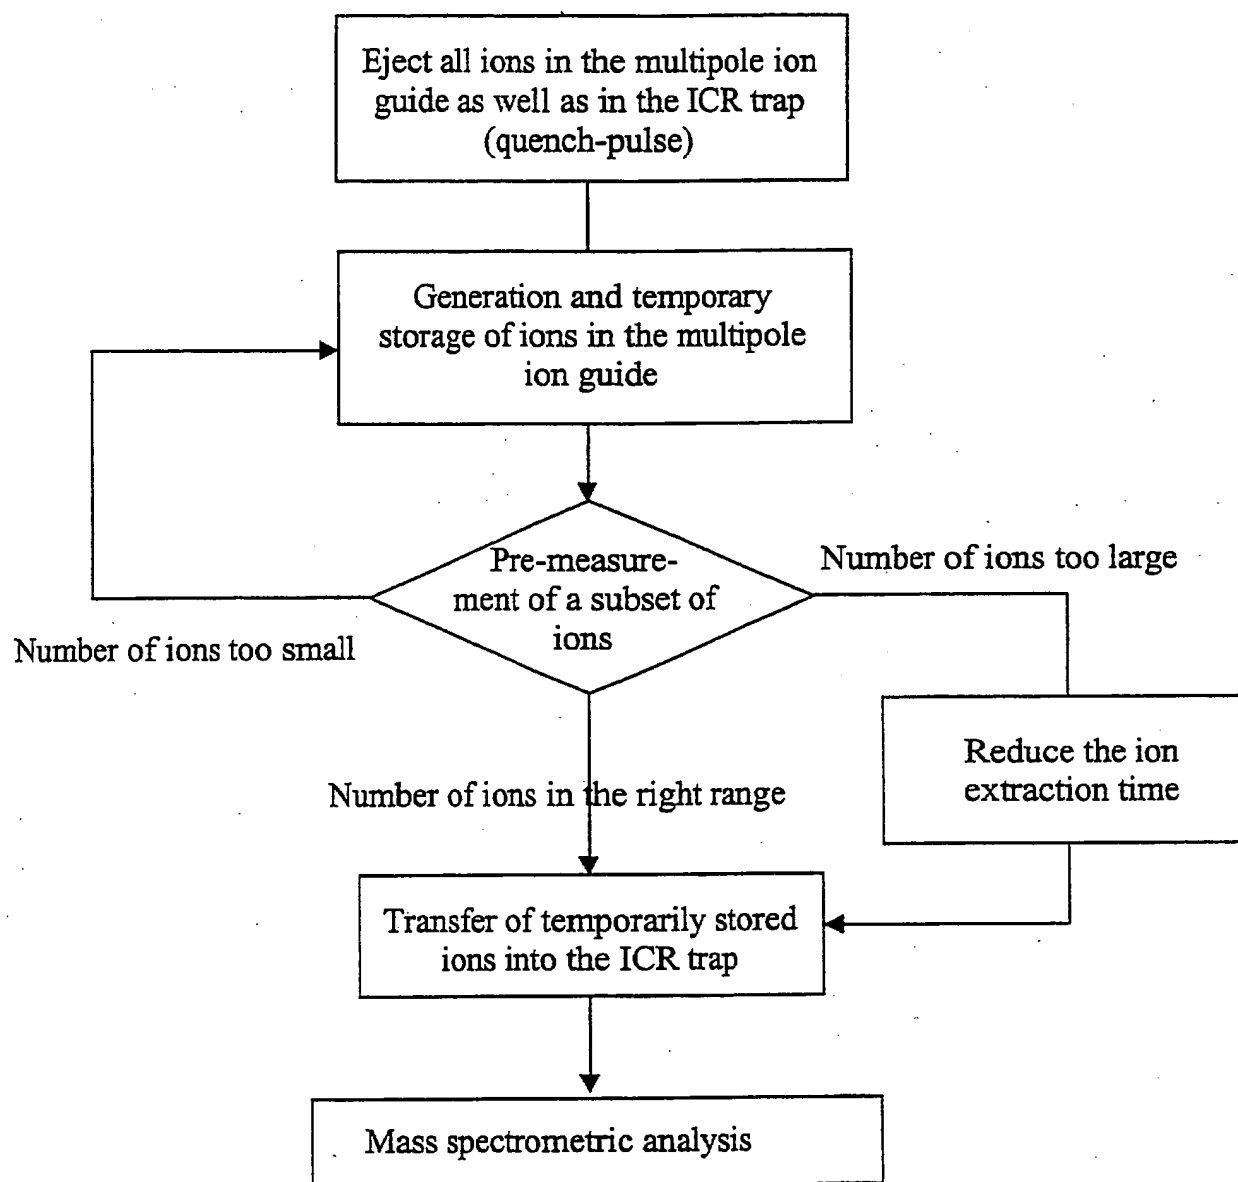 Eject all ions in the multipole ion
guide as well as in the ICR trap
(quench-pulse)
Generation and temporary
storage of ions in the multipole
ion guide
Pre-measure-
ment of a subset of
ions
Number of ions too large
Number of ions too small
Reduce the ion
extraction time
Number of ions in the right range
Transfer of temporarily stored
ions into the ICR trap
Mass spectrometric analysis